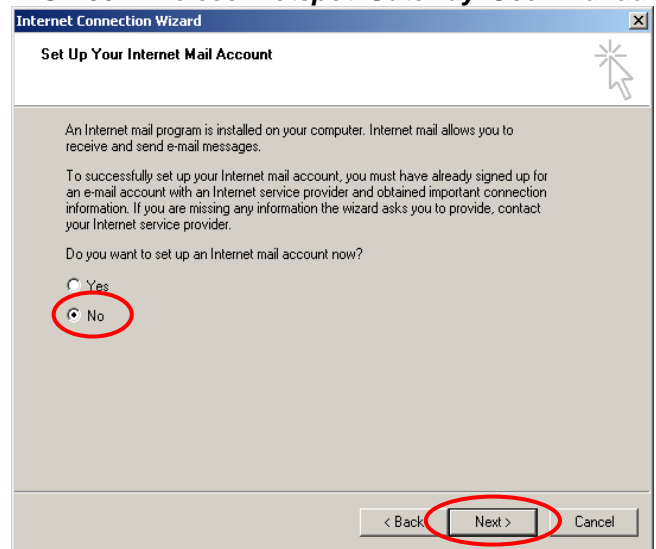 Hotspot Gateway User Manual
Internet Connection Wizard
Set Up Your Internet Mail Account
An Internet mail program is installed on your computer. Internet mail allows you to
receive and send e-mail messages.
To successfully set up your Internet mail account, you must have already signed up for
an e-mail account with an Internet service provider and obtained important connection
information. If you are missing any information the wizard asks you to provide, contact
your Internet service provider.
Do you want to set up an Internet mail account now?
Yes
No
< Back
Next >
Cancel